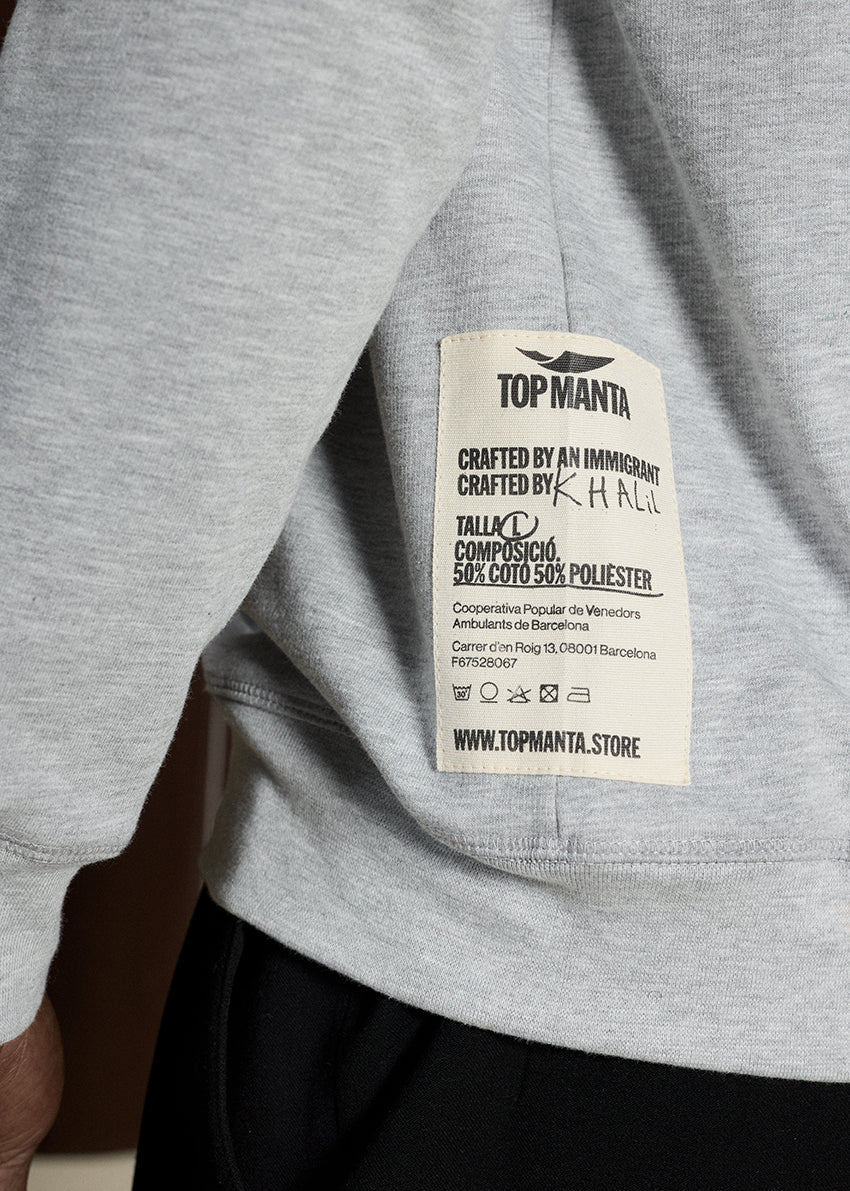 TOP MANTA
CRAFTED BY AN IMMIGRANT
CRAFTED BY KHALiL
TALLA L
COMPOSICIÓ.
50% COTÓ 50% POLIÈSTER
Cooperativa Popular de Venedors
Ambulants de Barcelona
Carrer d'en Roig 13, 08001 Barcelona
F67528067
30°
WWW.TOPMANTA.STORE